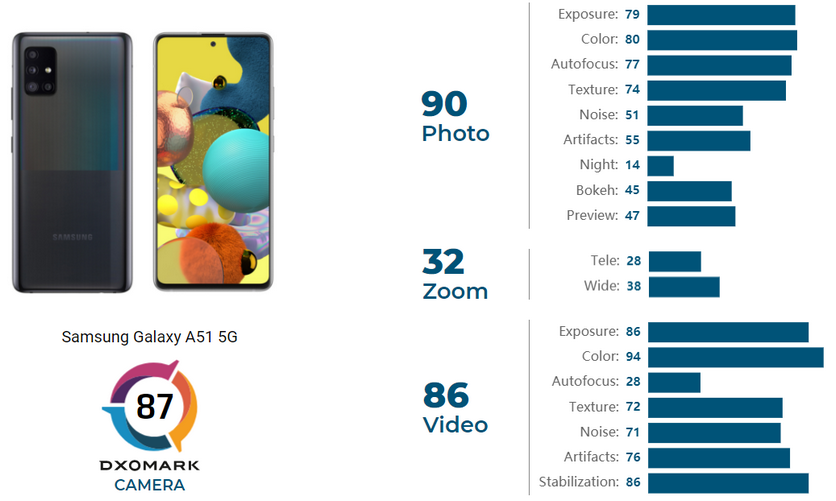 SAMSUNG
Samsung Galaxy A51 5G
87
DXOMARK
CAMERA
90
Photo
Exposure: 79
Color: 80
Autofocus: 77
Texture: 74
Noise: 51
Artifacts: 55
Night: 14
Bokeh: 45
Preview: 47
32
Zoom
Tele: 28
Wide: 38
86
Video
Exposure: 86
Color: 94
Autofocus: 28
Texture: 72
Noise: 71
Artifacts: 76
Stabilization: 86